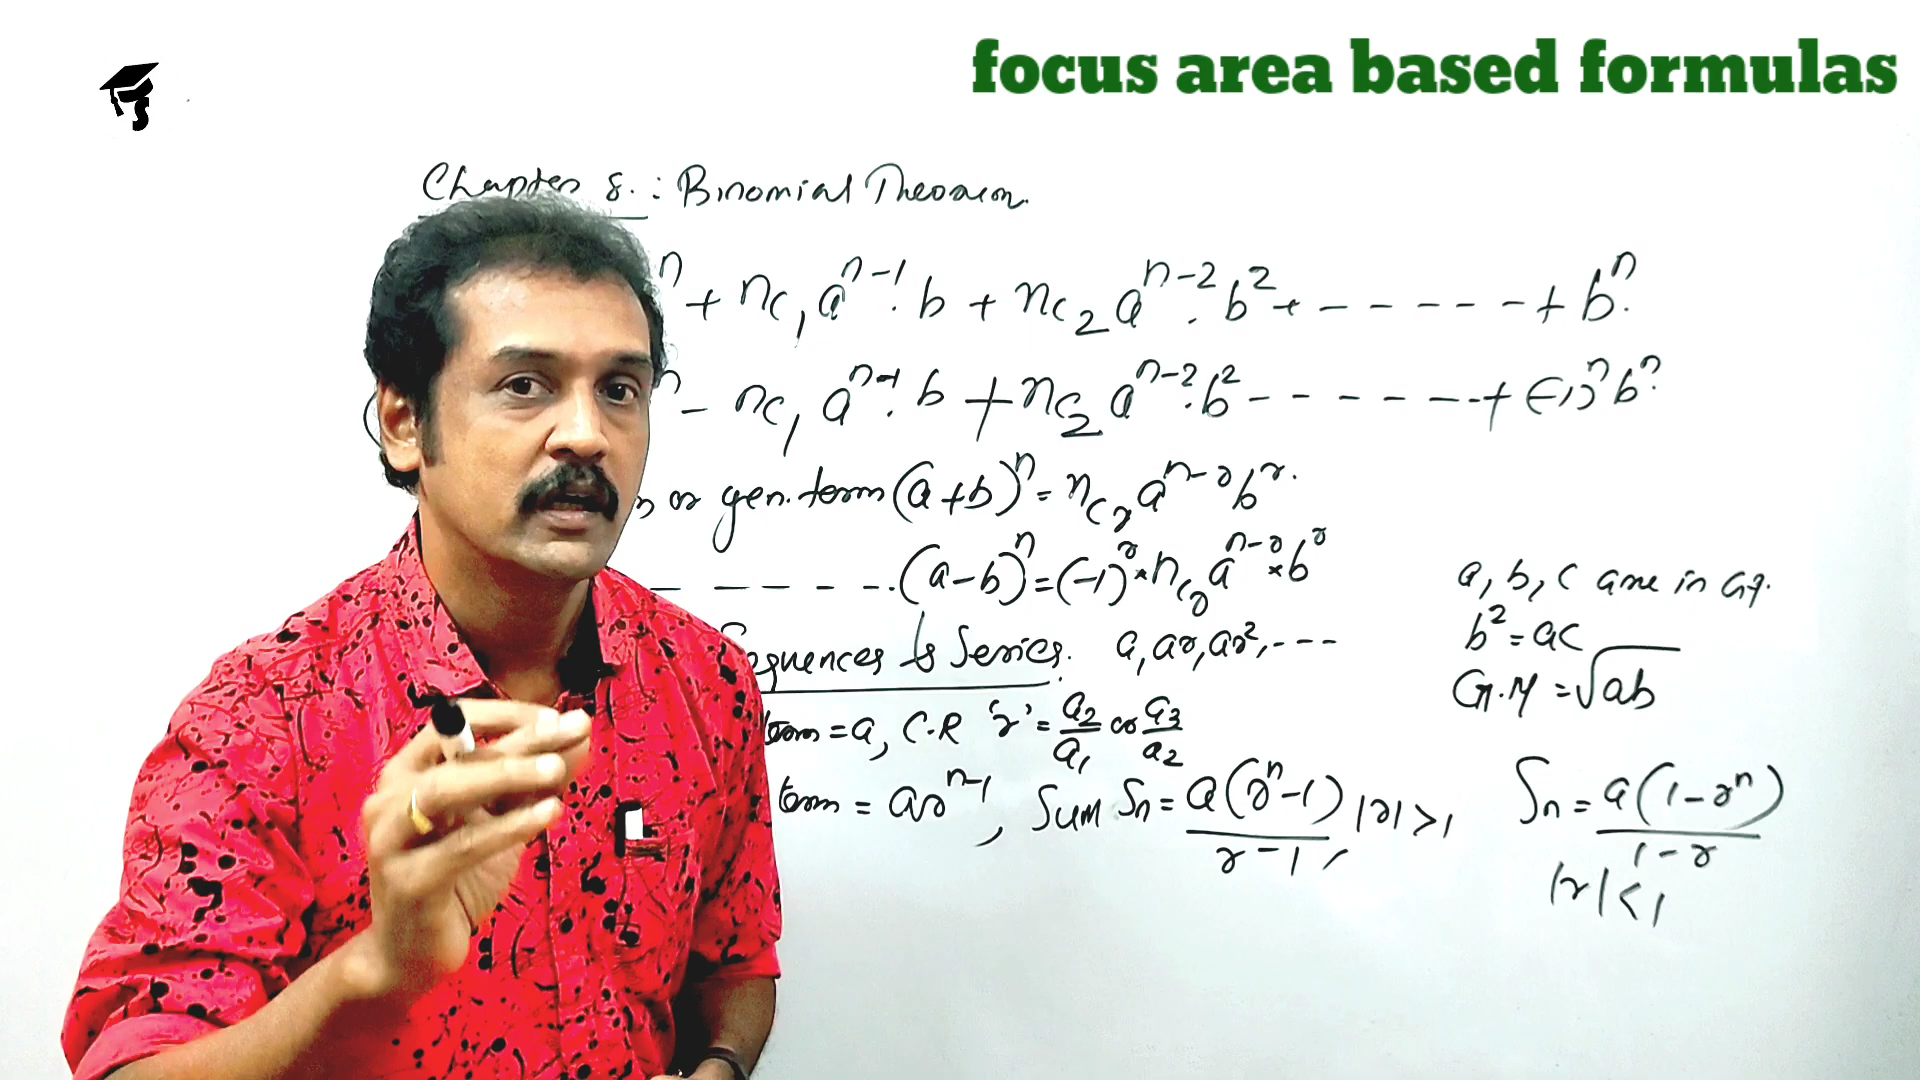 focus area based formulas
Chapter 8. : Binomial Theorem.
n + nc₁ aⁿ⁻¹. b + nc₂ aⁿ⁻². b² + - - - - - + bⁿ.
n - nc₁ aⁿ⁻¹. b + nc₂ aⁿ⁻². b² - - - - - - - + (-1)ⁿ bⁿ.
or gen. term (a+b)ⁿ = nCr aⁿ⁻ʳ bʳ.
- - - - - . (a-b)ⁿ = (-1)ʳ × nCr aⁿ⁻ʳ × bʳ
a, b, c are in G.P.
b² = ac
G.M = √ab
equences & Series. a, ar, ar², - - -
term = a, C.R 'r' = a₂/a₁ or a₃/a₂
term = arⁿ⁻¹, Sum Sn = a(rⁿ-1)/r-1, |r| > 1
Sn = a(1-rⁿ)/1-r
|r| < 1